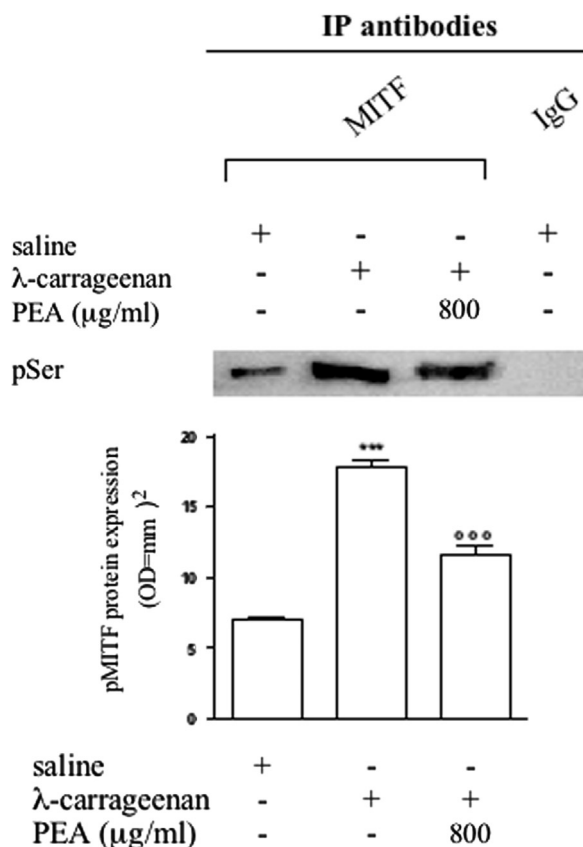 IP antibodies
MITF IgG
saline + - - +
λ-carrageenan - + + -
PEA (μg/ml) - - 800 -
pSer
pMITF protein expression
(OD=mm )2
20
15
10
5
0
***
° ° °
saline + - -
λ-carrageenan - + +
PEA (μg/ml) - - 800